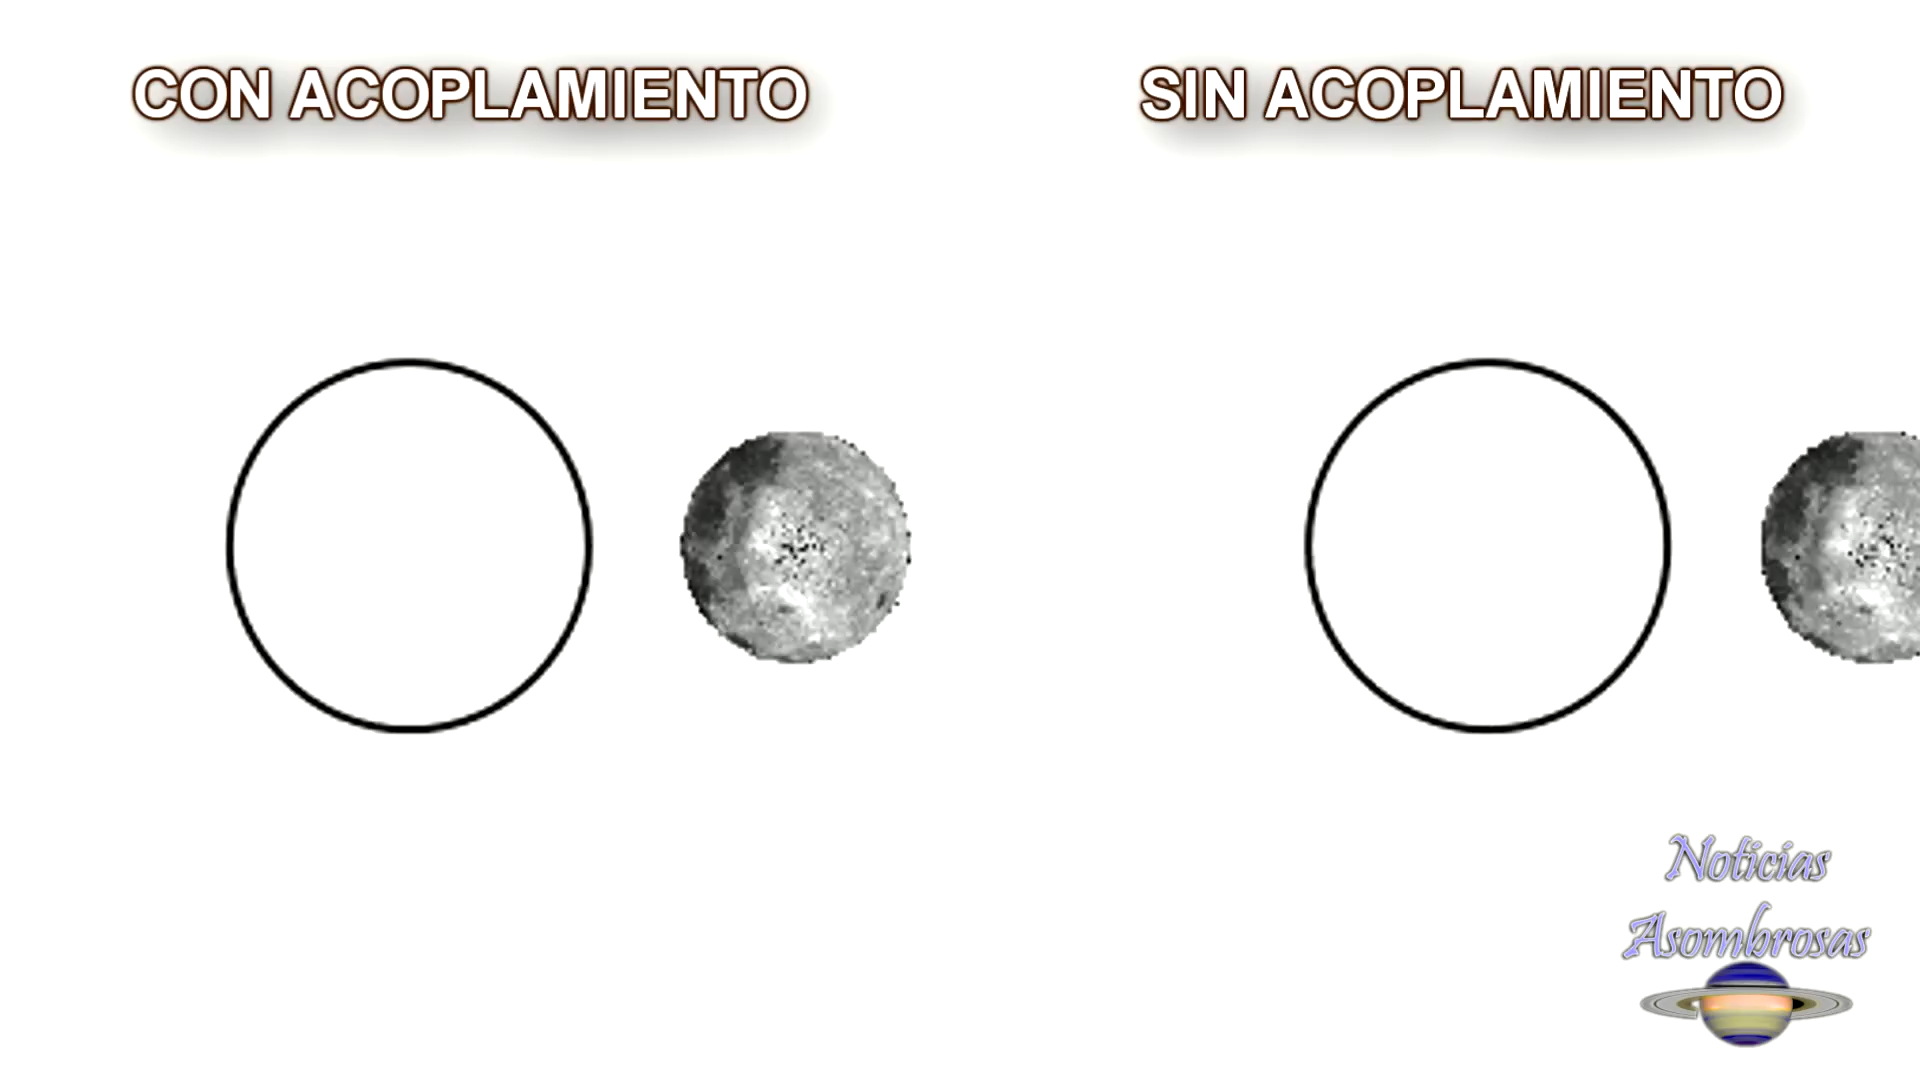 CON ACOPLAMIENTO
SIN ACOPLAMIENTO
Noticias
Asombrosas